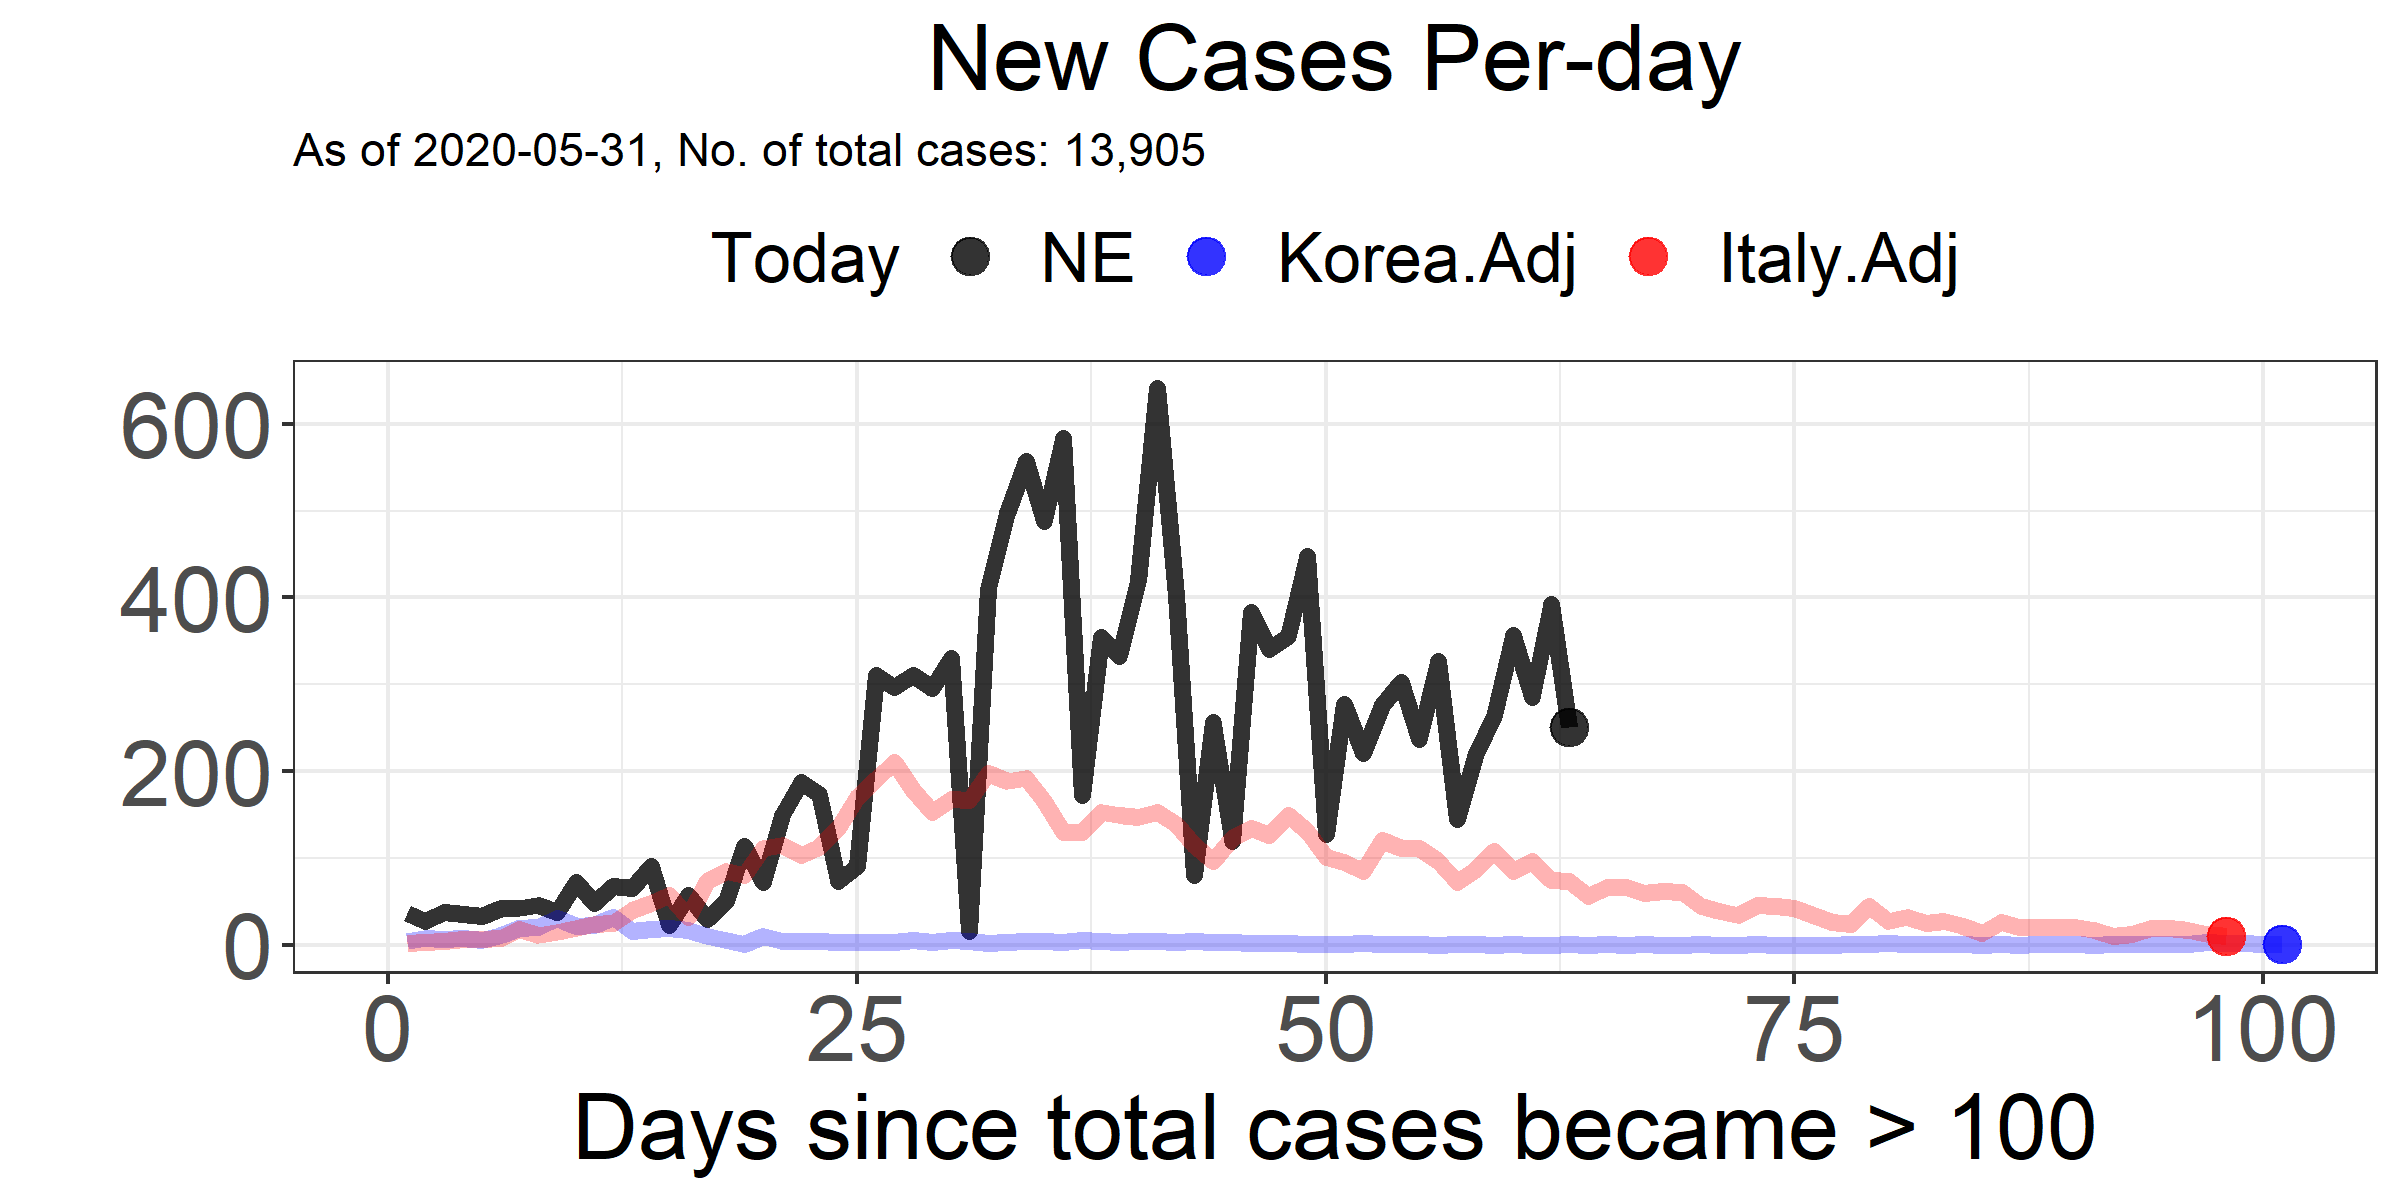 New Cases Per-day
As of 2020-05-31, No. of total cases: 13,905
Today NE Korea.Adj Italy.Adj
600
400
200
0
0 25 50 75 100
Days since total cases became > 100